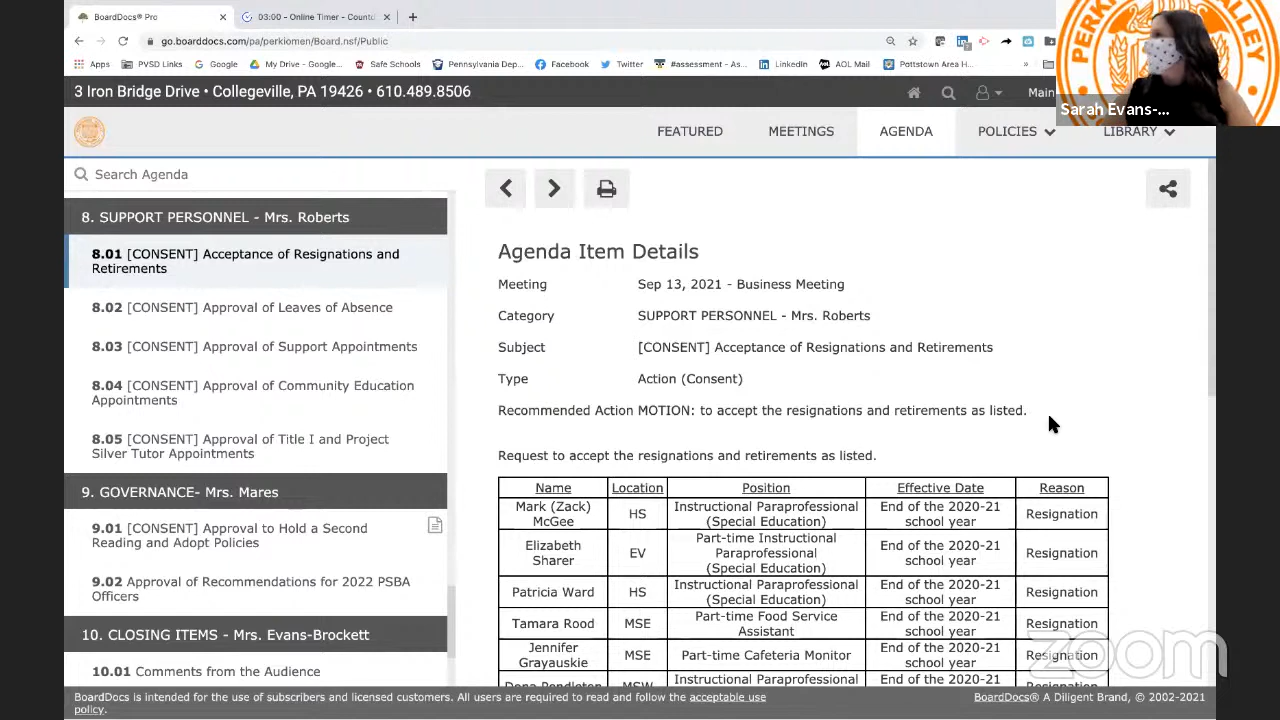 BoardDocs® Pro
03:00 - Online Timer - Countd
go.boarddocs.com/pa/perkiomen/Board.nsf/Public
Apps PVSD Links Google My Drive - Google... Safe Schools Pennsylvania Dep... Facebook Twitter #assessment - As... LinkedIn AOL Mail Pottstown Area H... »
3 Iron Bridge Drive • Collegeville, PA 19426 • 610.489.8506
Main
Sarah Evans-...
FEATURED MEETINGS AGENDA POLICIES LIBRARY
Search Agenda
8. SUPPORT PERSONNEL - Mrs. Roberts
8.01 [CONSENT] Acceptance of Resignations and
Retirements
8.02 [CONSENT] Approval of Leaves of Absence
8.03 [CONSENT] Approval of Support Appointments
8.04 [CONSENT] Approval of Community Education
Appointments
8.05 [CONSENT] Approval of Title I and Project
Silver Tutor Appointments
9. GOVERNANCE- Mrs. Mares
9.01 [CONSENT] Approval to Hold a Second
Reading and Adopt Policies
9.02 Approval of Recommendations for 2022 PSBA
Officers
10. CLOSING ITEMS - Mrs. Evans-Brockett
10.01 Comments from the Audience
Agenda Item Details
Meeting Sep 13, 2021 - Business Meeting
Category SUPPORT PERSONNEL - Mrs. Roberts
Subject [CONSENT] Acceptance of Resignations and Retirements
Type Action (Consent)
Recommended Action MOTION: to accept the resignations and retirements as listed.
Request to accept the resignations and retirements as listed.
Name Location Position Effective Date Reason
Mark (Zack) McGee HS Instructional Paraprofessional (Special Education) End of the 2020-21 school year Resignation
Elizabeth Sharer EV Part-time Instructional Paraprofessional (Special Education) End of the 2020-21 school year Resignation
Patricia Ward HS Instructional Paraprofessional (Special Education) End of the 2020-21 school year Resignation
Tamara Rood MSE Part-time Food Service Assistant End of the 2020-21 school year Resignation
Jennifer Grayauskie MSE Part-time Cafeteria Monitor End of the 2020-21 school year Resignation
Dena Pendleton MSW Instructional Paraprofessional End of the 2020-21
zoom
BoardDocs is intended for the use of subscribers and licensed customers. All users are required to read and follow the acceptable use
policy.
BoardDocs® A Diligent Brand, © 2002-2021